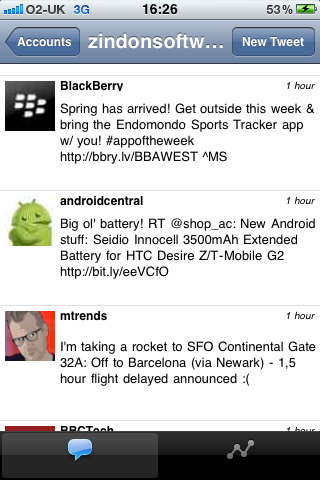 O2-UK 3G 16:26 53%
Accounts zindonsoftw... New Tweet
BlackBerry 1 hour
Spring has arrived! Get outside this week &
bring the Endomondo Sports Tracker app
w/ you! #appoftheweek
http://bbry.lv/BBAWEST ^MS
androidcentral 1 hour
Big ol' battery! RT @shop_ac: New Android
stuff: Seidio Innocell 3500mAh Extended
Battery for HTC Desire Z/T-Mobile G2
http://bit.ly/eeVCfO
mtrends 1 hour
I'm taking a rocket to SFO Continental Gate
32A: Off to Barcelona (via Newark) - 1,5
hour flight delayed announced :(
BBCTech 1 hour